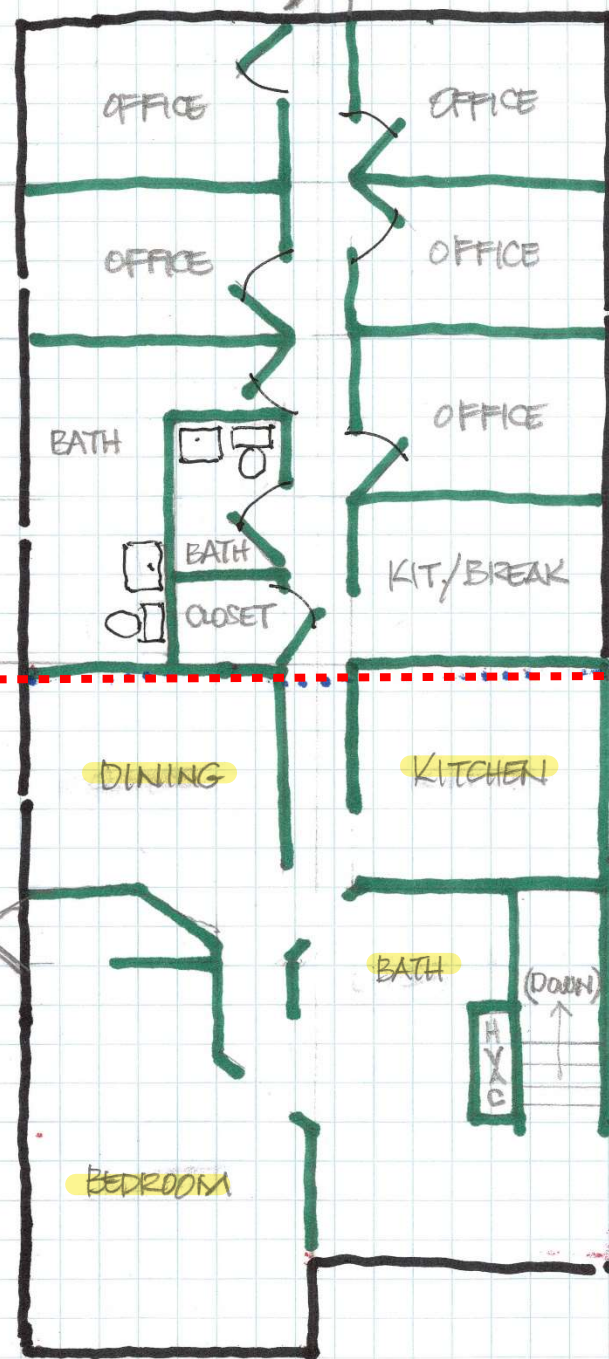 OFFICE
OFFICE
OFFICE
OFFICE
OFFICE
BATH
BATH
KIT./BREAK
CLOSET
DINING
KITCHEN
BATH
(DOWN)
HVAC
BEDROOM